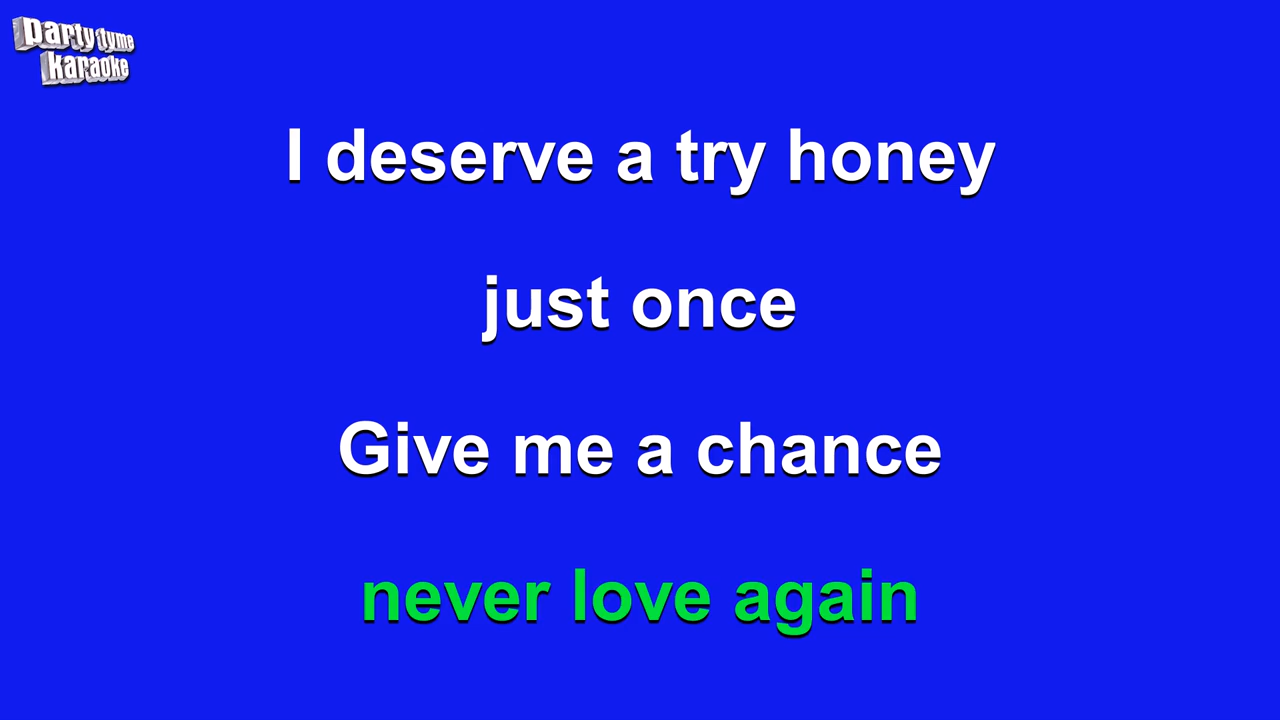 party tyme
karaoke
I deserve a try honey
just once
Give me a chance
never love again